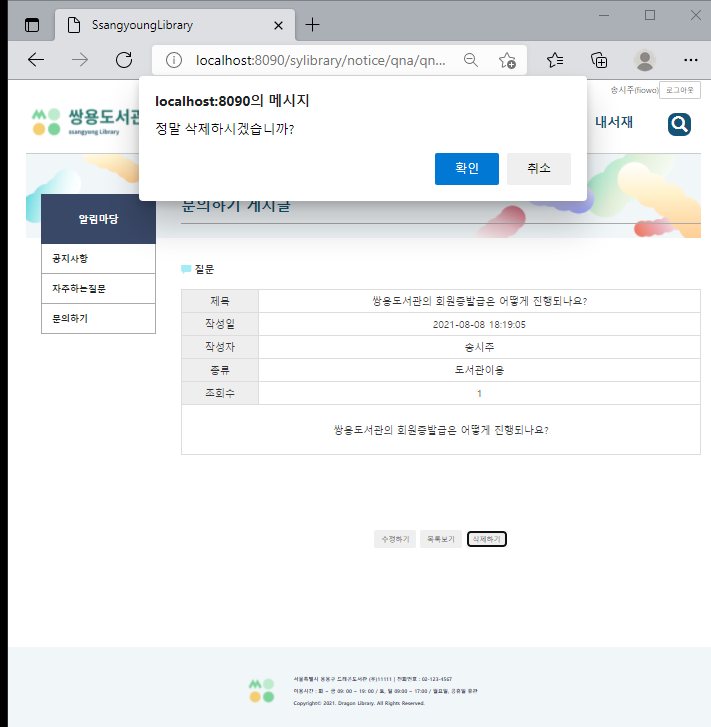 SsangyoungLibrary
localhost:8090/sylibrary/notice/qna/qn...
송시주(fiowo) 로그아웃
localhost:8090의 메시지
정말 삭제하시겠습니까?
확인 취소
쌍용도서관
ssangyong Library
내서재
알림마당
공지사항
자주하는질문
문의하기
문의하기 게시글
질문
제목 쌍용도서관의 회원증발급은 어떻게 진행되나요?
작성일 2021-08-08 18:19:05
작성자 송시주
종류 도서관이용
조회수 1
쌍용도서관의 회원증발급은 어떻게 진행되나요?
수정하기 목록보기 삭제하기
서울특별시 용용구 드래곤도서관 (우)11111 | 전화번호 : 02-123-4567
이용시간 : 화 ~ 금 09:00 ~ 19:00 / 토, 일 09:00 ~ 17:00 / 월요일, 공휴일 휴관
Copyright© 2021. Dragon Library. All Rights Reserved.